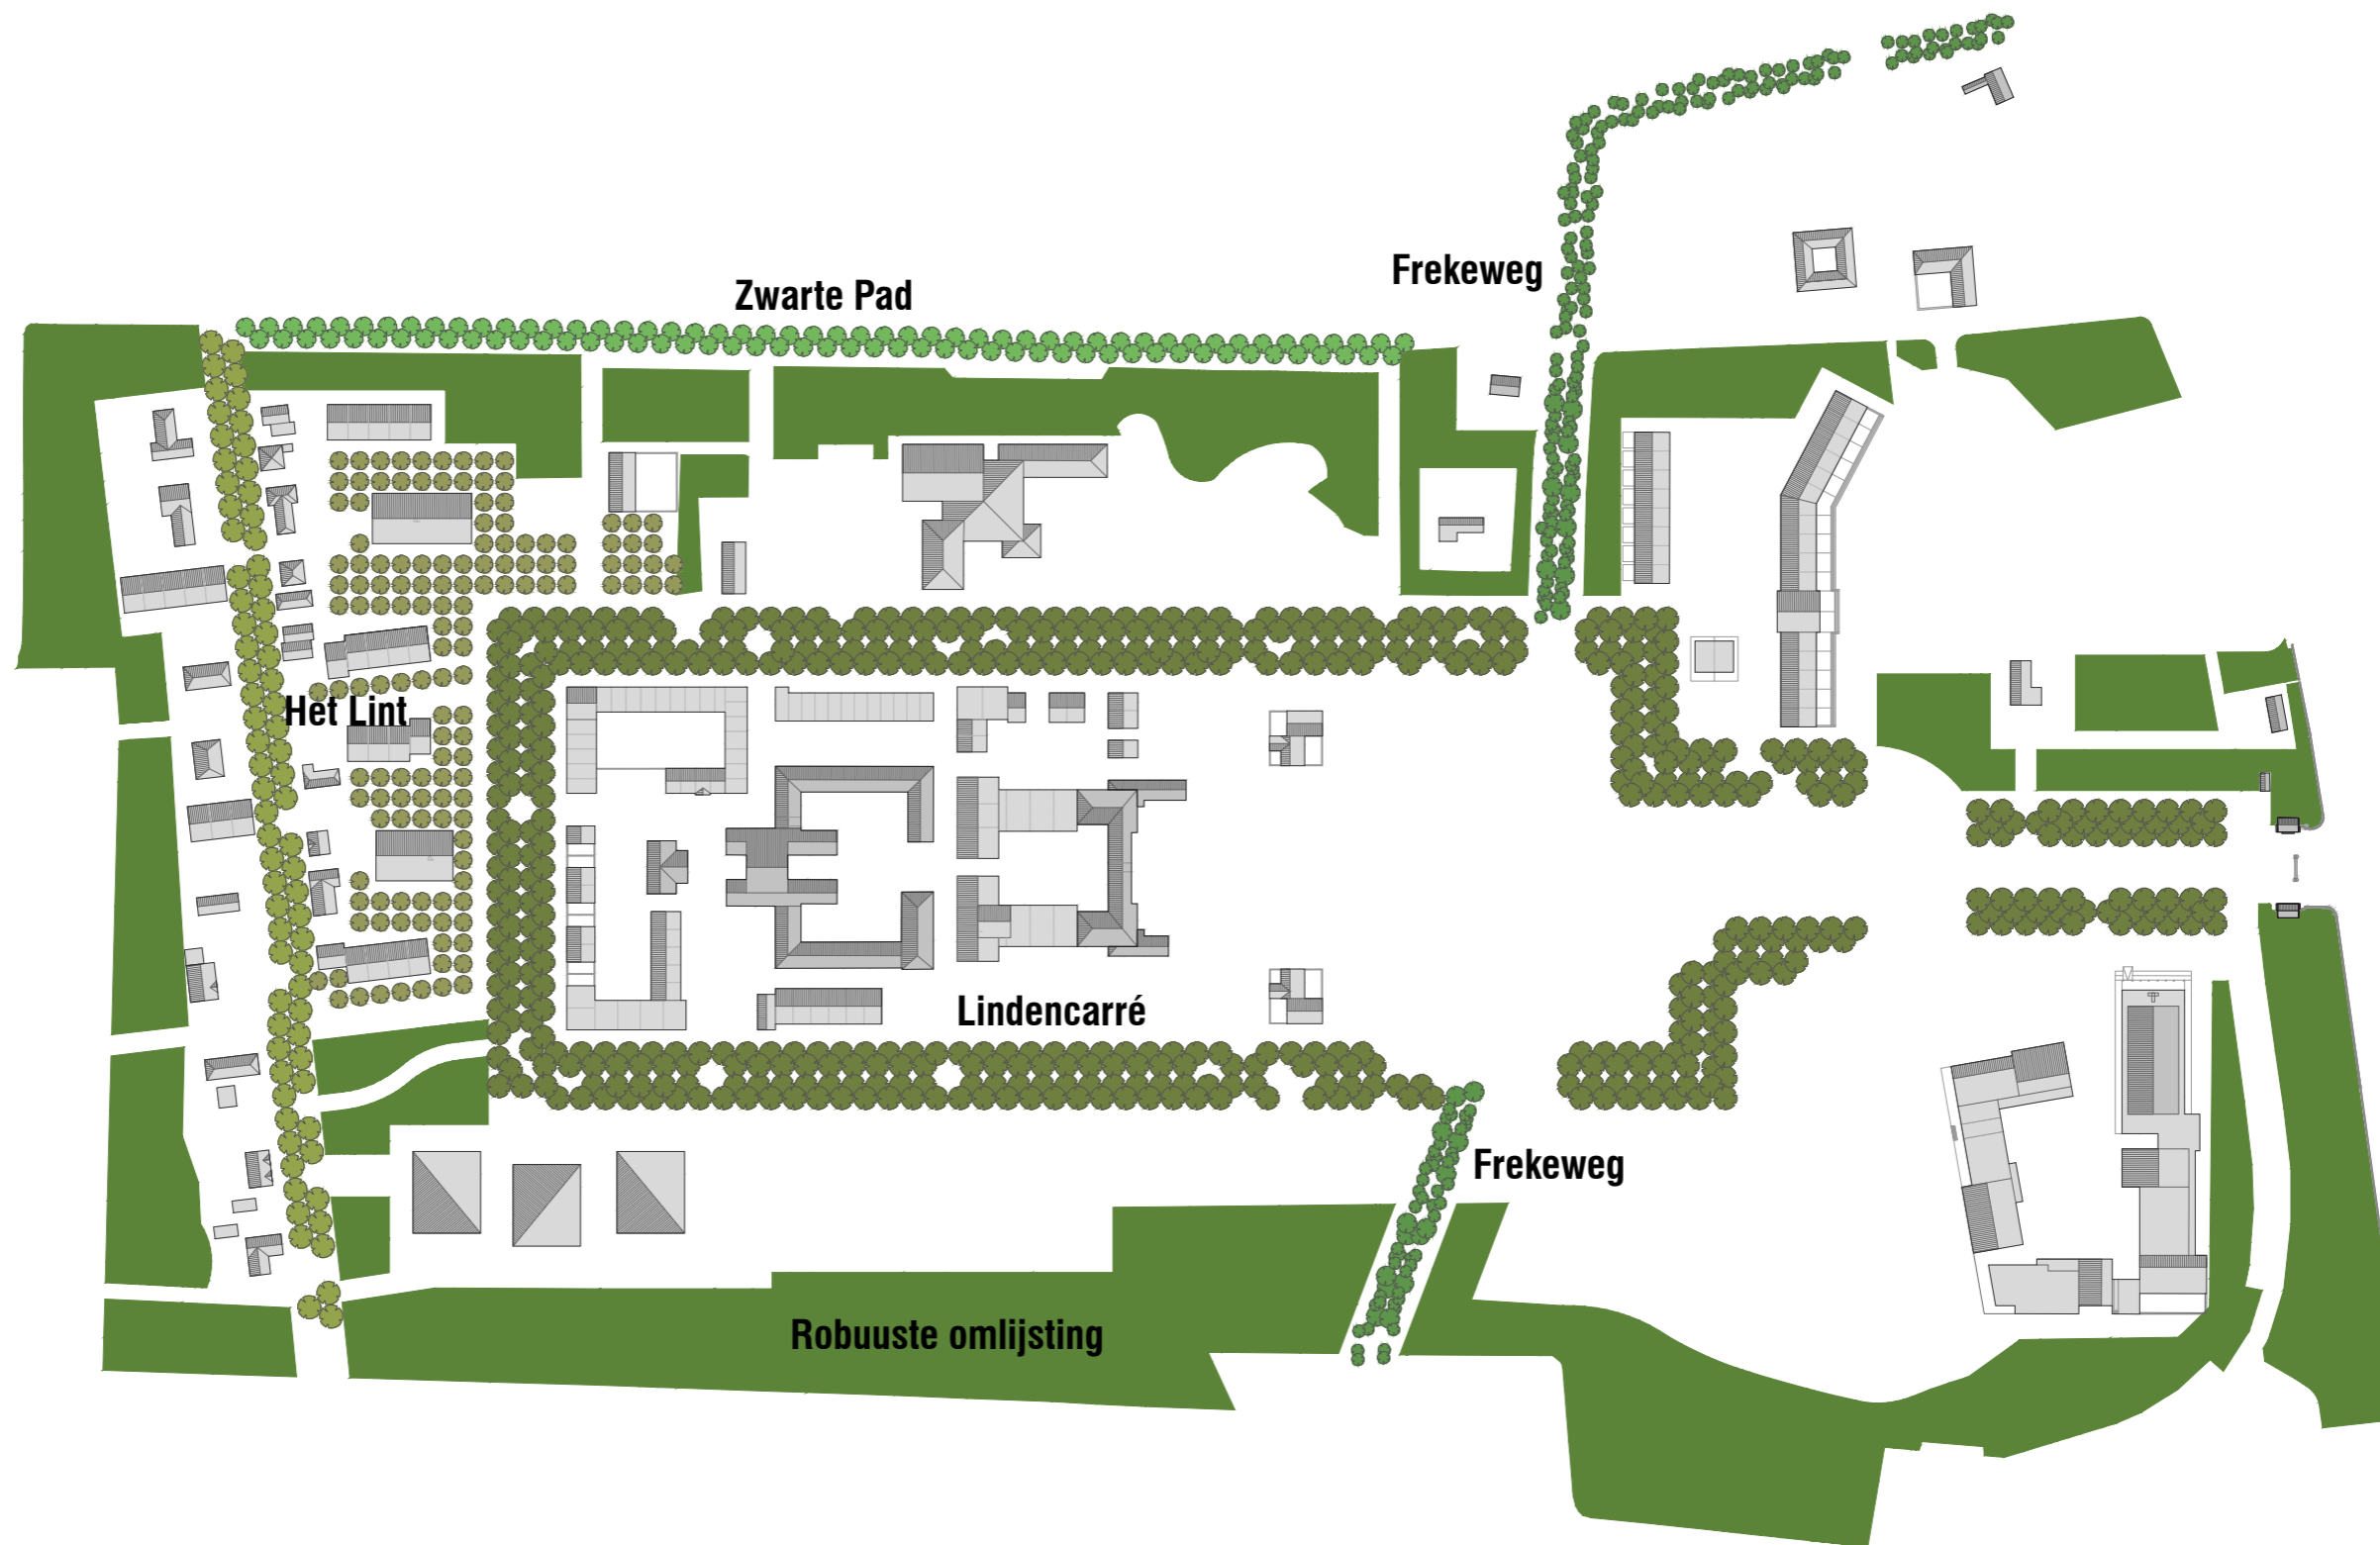 Frekeweg
Zwarte Pad
Het Lint
Lindencarré
Frekeweg
Robuuste omlijsting